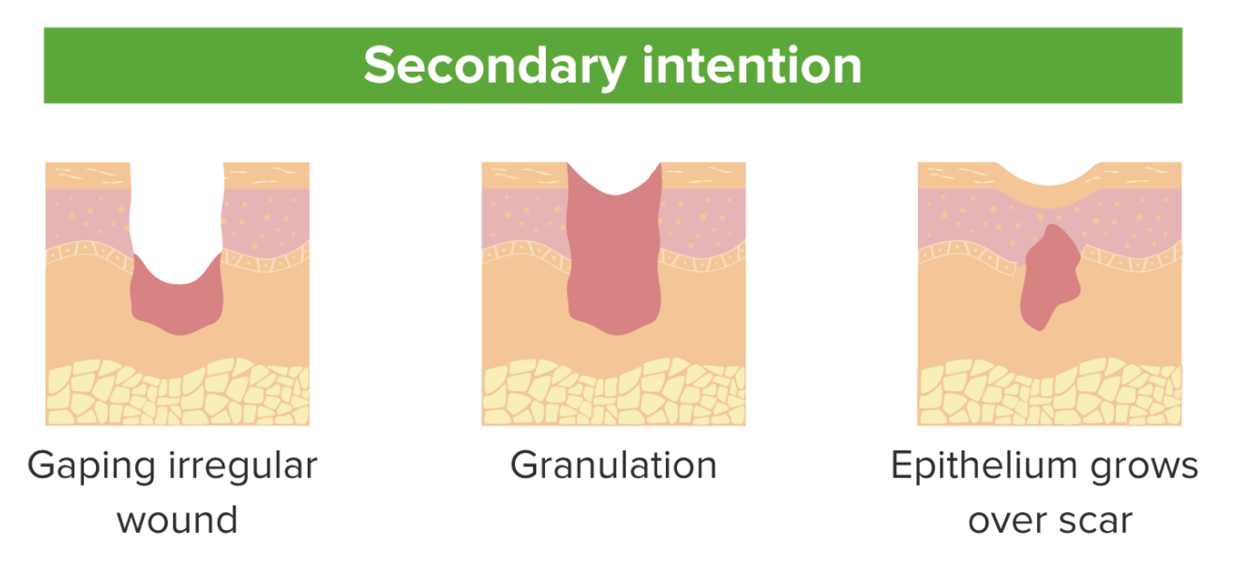 Secondary intention
Gaping irregular
wound
Granulation
Epithelium grows
over scar